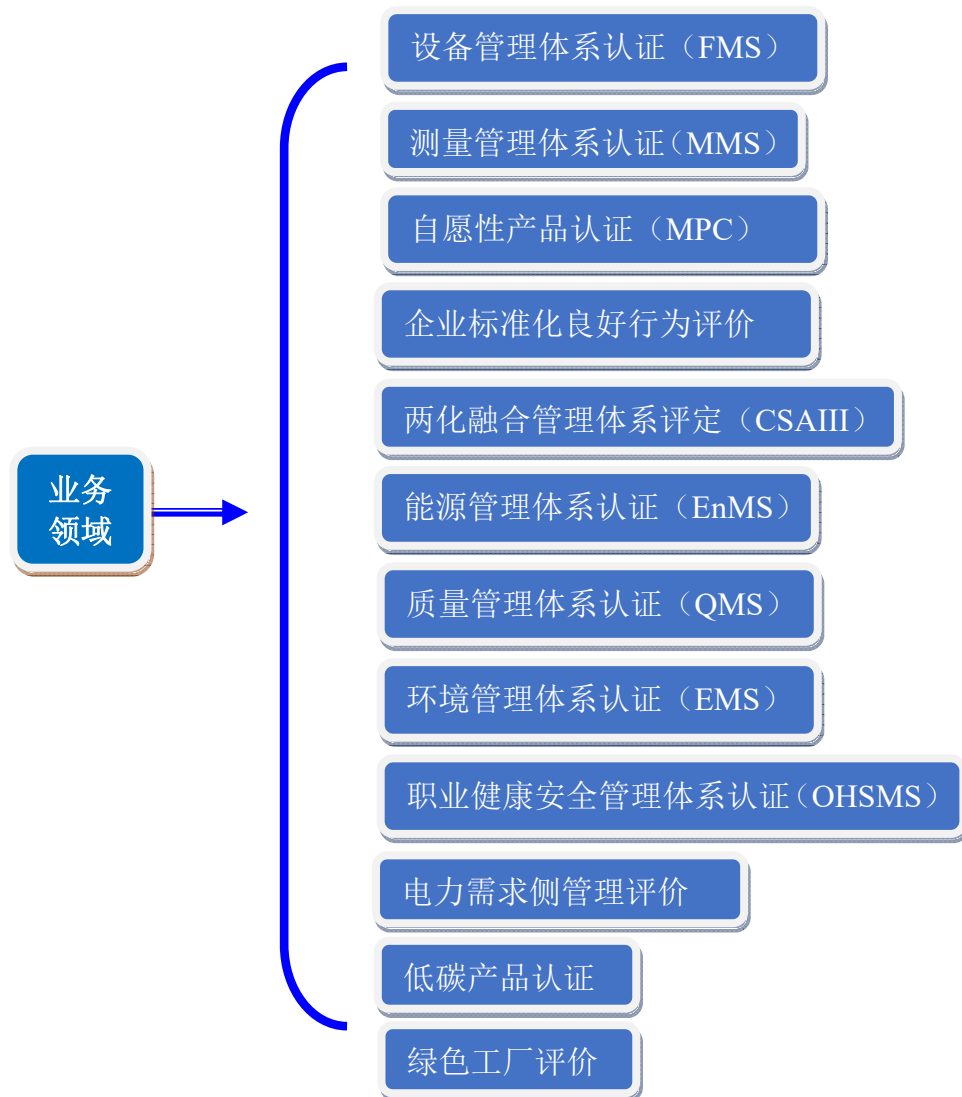 设备管理体系认证（FMS）
测量管理体系认证（MMS）
自愿性产品认证（MPC）
企业标准化良好行为评价
两化融合管理体系评定（CSAIII）
业务
领域
能源管理体系认证（EnMS）
质量管理体系认证（QMS）
环境管理体系认证（EMS）
职业健康安全管理体系认证（OHSMS）
电力需求侧管理评价
低碳产品认证
绿色工厂评价